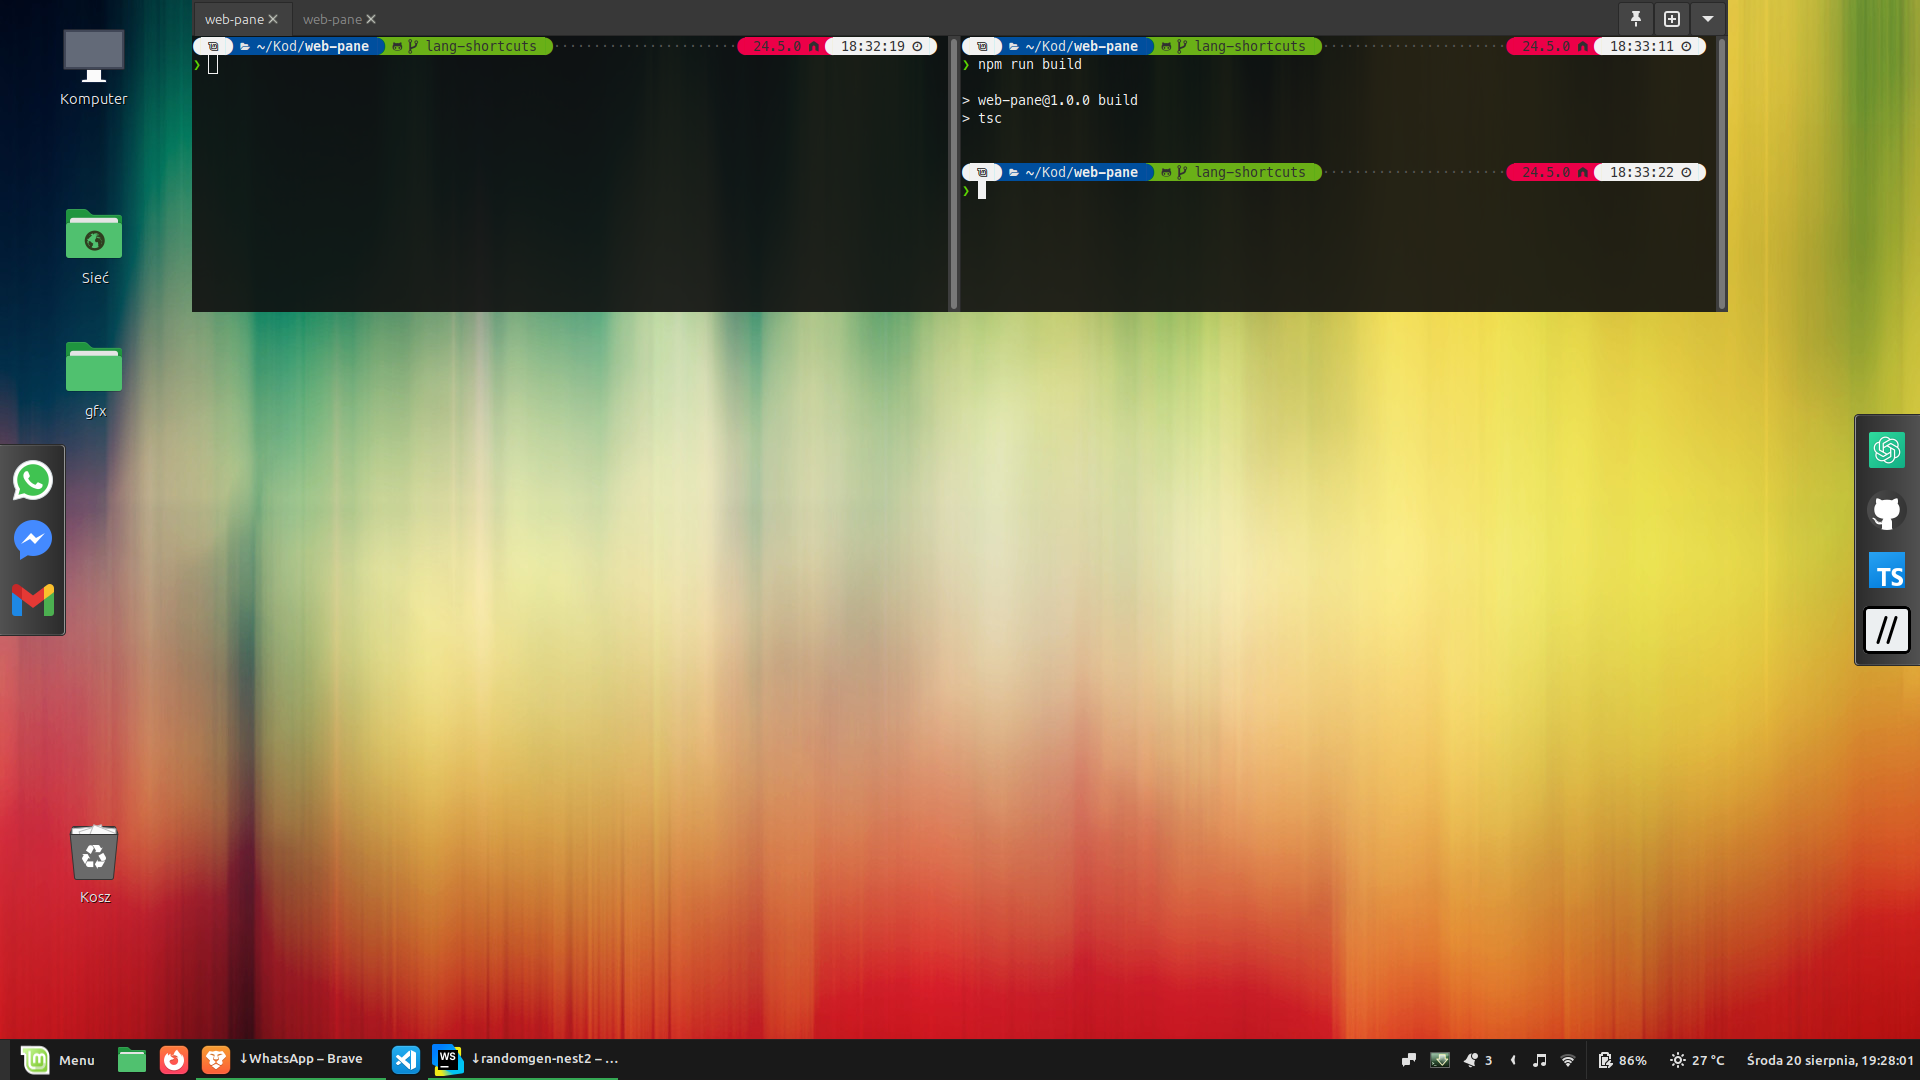 web-pane
web-pane
~/Kod/web-pane lang-shortcuts 24.5.0 18:32:19
❯
~/Kod/web-pane lang-shortcuts 24.5.0 18:33:11
❯ npm run build
> web-pane@1.0.0 build
> tsc
~/Kod/web-pane lang-shortcuts 24.5.0 18:33:22
❯
Komputer
Sieć
gfx
Kosz
TS
//
Menu
↓WhatsApp – Brave
WS
↓randomgen-nest2 – ...
3
86%
27 °C
Środa 20 sierpnia, 19:28:01